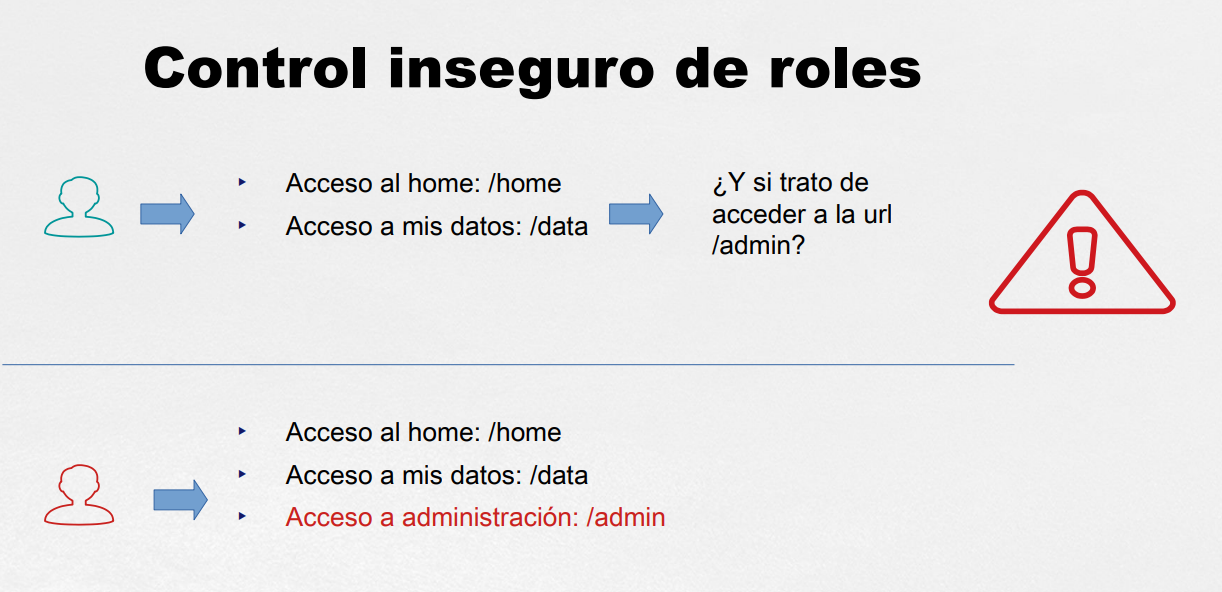 Control inseguro de roles
Acceso al home: /home
Acceso a mis datos: /data
¿Y si trato de
acceder a la url
/admin?
Acceso al home: /home
Acceso a mis datos: /data
Acceso a administración: /admin